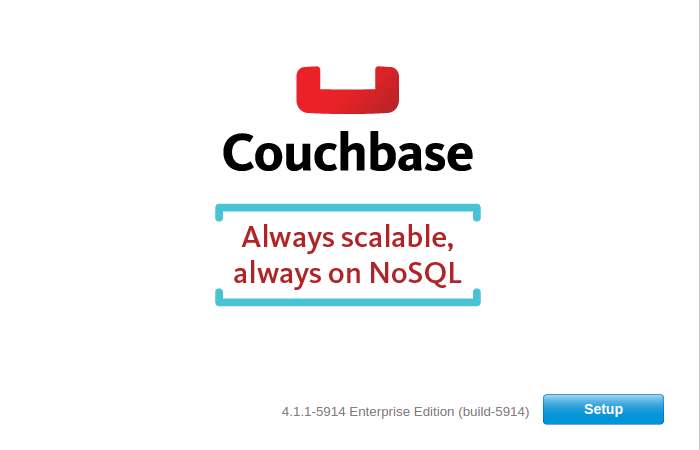 Couchbase
Always scalable,
always on NoSQL
4.1.1-5914 Enterprise Edition (build-5914)
Setup